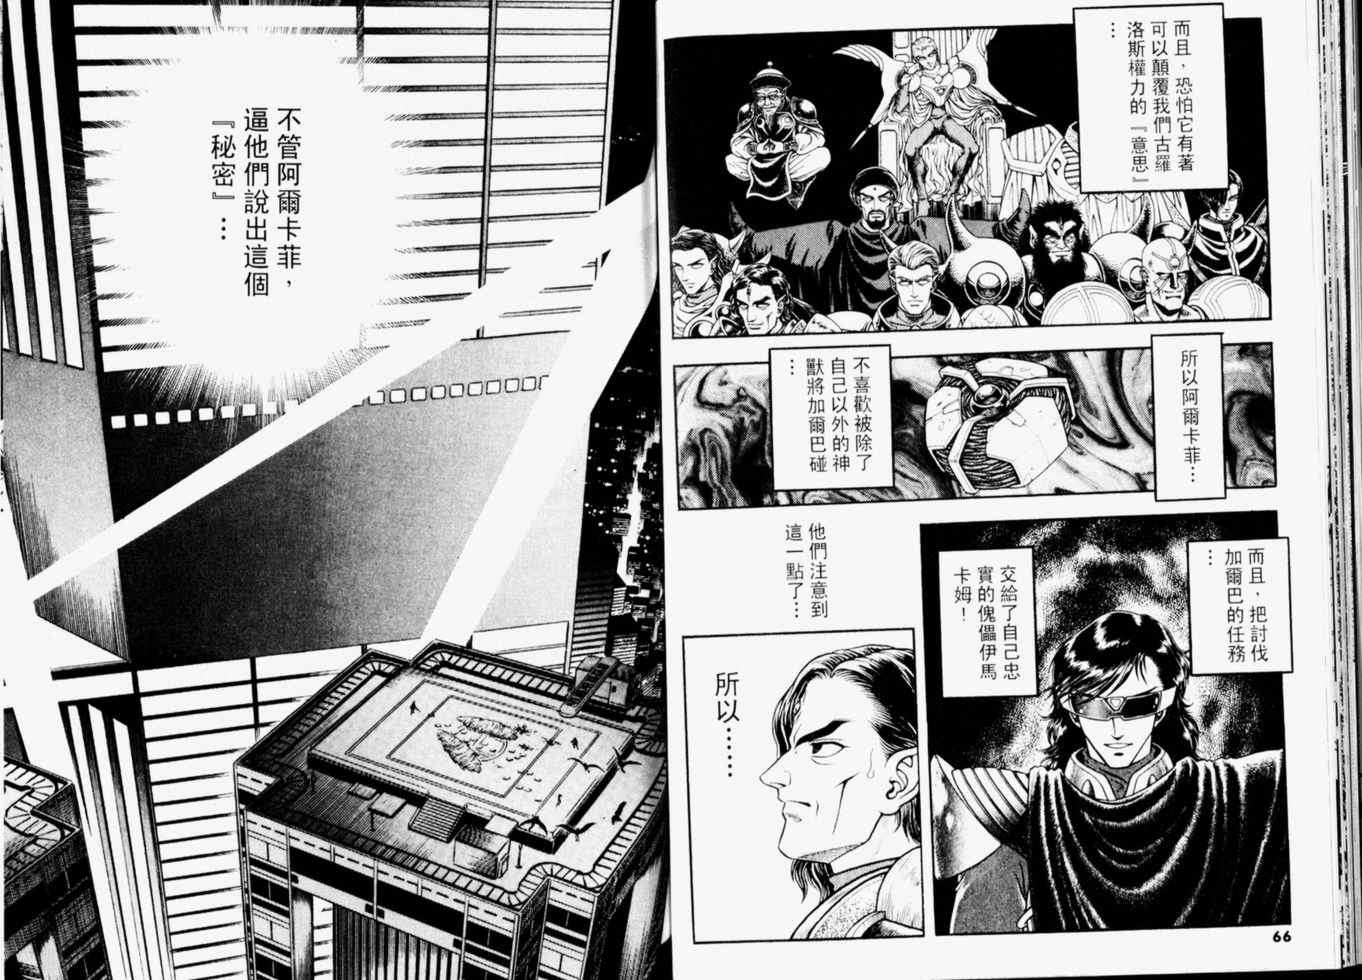 而且，恐怕它有著
可以顛覆我們古羅
洛斯權力的『意思』
…
所以阿爾卡菲…
不喜歡被除了
自己以外的神
獸將加爾巴碰
…
而且，把討伐
加爾巴的任務
…
交給了自己忠
實的傀儡伊馬
卡姆！
他們注意到
這一點了…
所以……
66
不管阿爾卡菲，
逼他們說出這個
『秘密』…